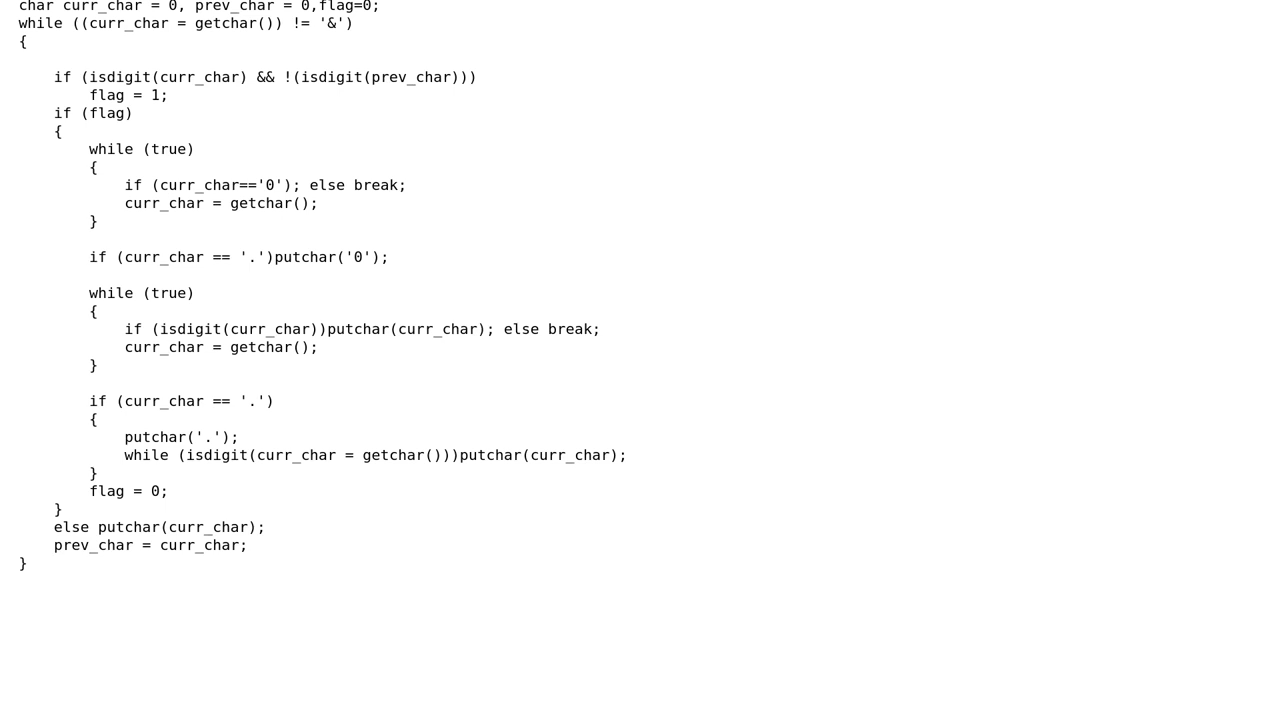 char curr_char = 0, prev_char = 0,flag=0;
while ((curr_char = getchar()) != '&')
{
if (isdigit(curr_char) && !(isdigit(prev_char)))
flag = 1;
if (flag)
{
while (true)
{
if (curr_char=='0'); else break;
curr_char = getchar();
}
if (curr_char == '.')putchar('0');
while (true)
{
if (isdigit(curr_char))putchar(curr_char); else break;
curr_char = getchar();
}
if (curr_char == '.')
{
putchar('.');
while (isdigit(curr_char = getchar()))putchar(curr_char);
}
flag = 0;
}
else putchar(curr_char);
prev_char = curr_char;
}